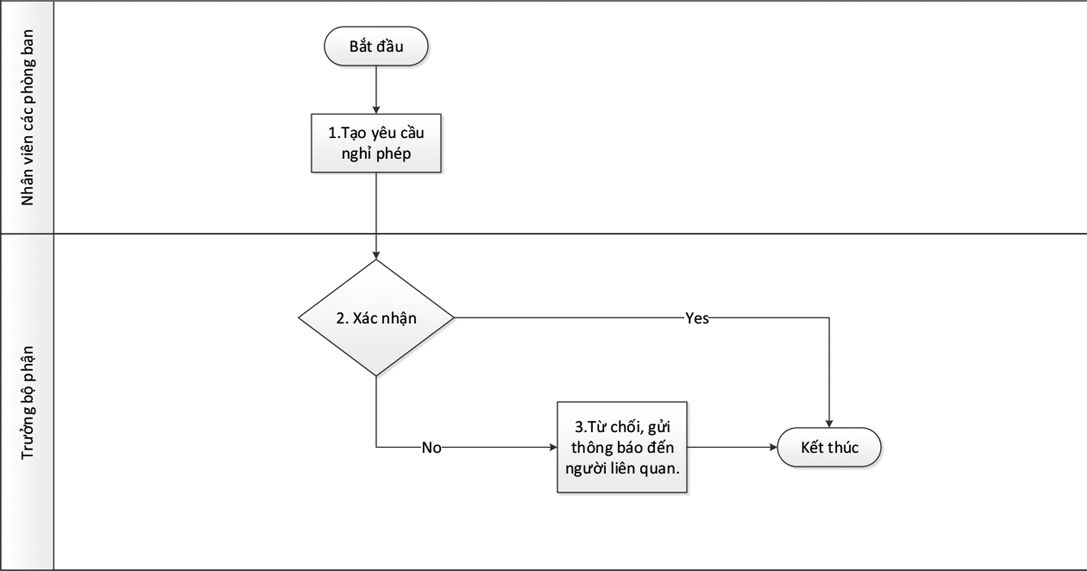 Nhân viên các phòng ban
Bắt đầu
1.Tạo yêu cầu
nghỉ phép
Trưởng bộ phận
2. Xác nhận
Yes
No
3.Từ chối, gửi
thông báo đến
người liên quan.
Kết thúc